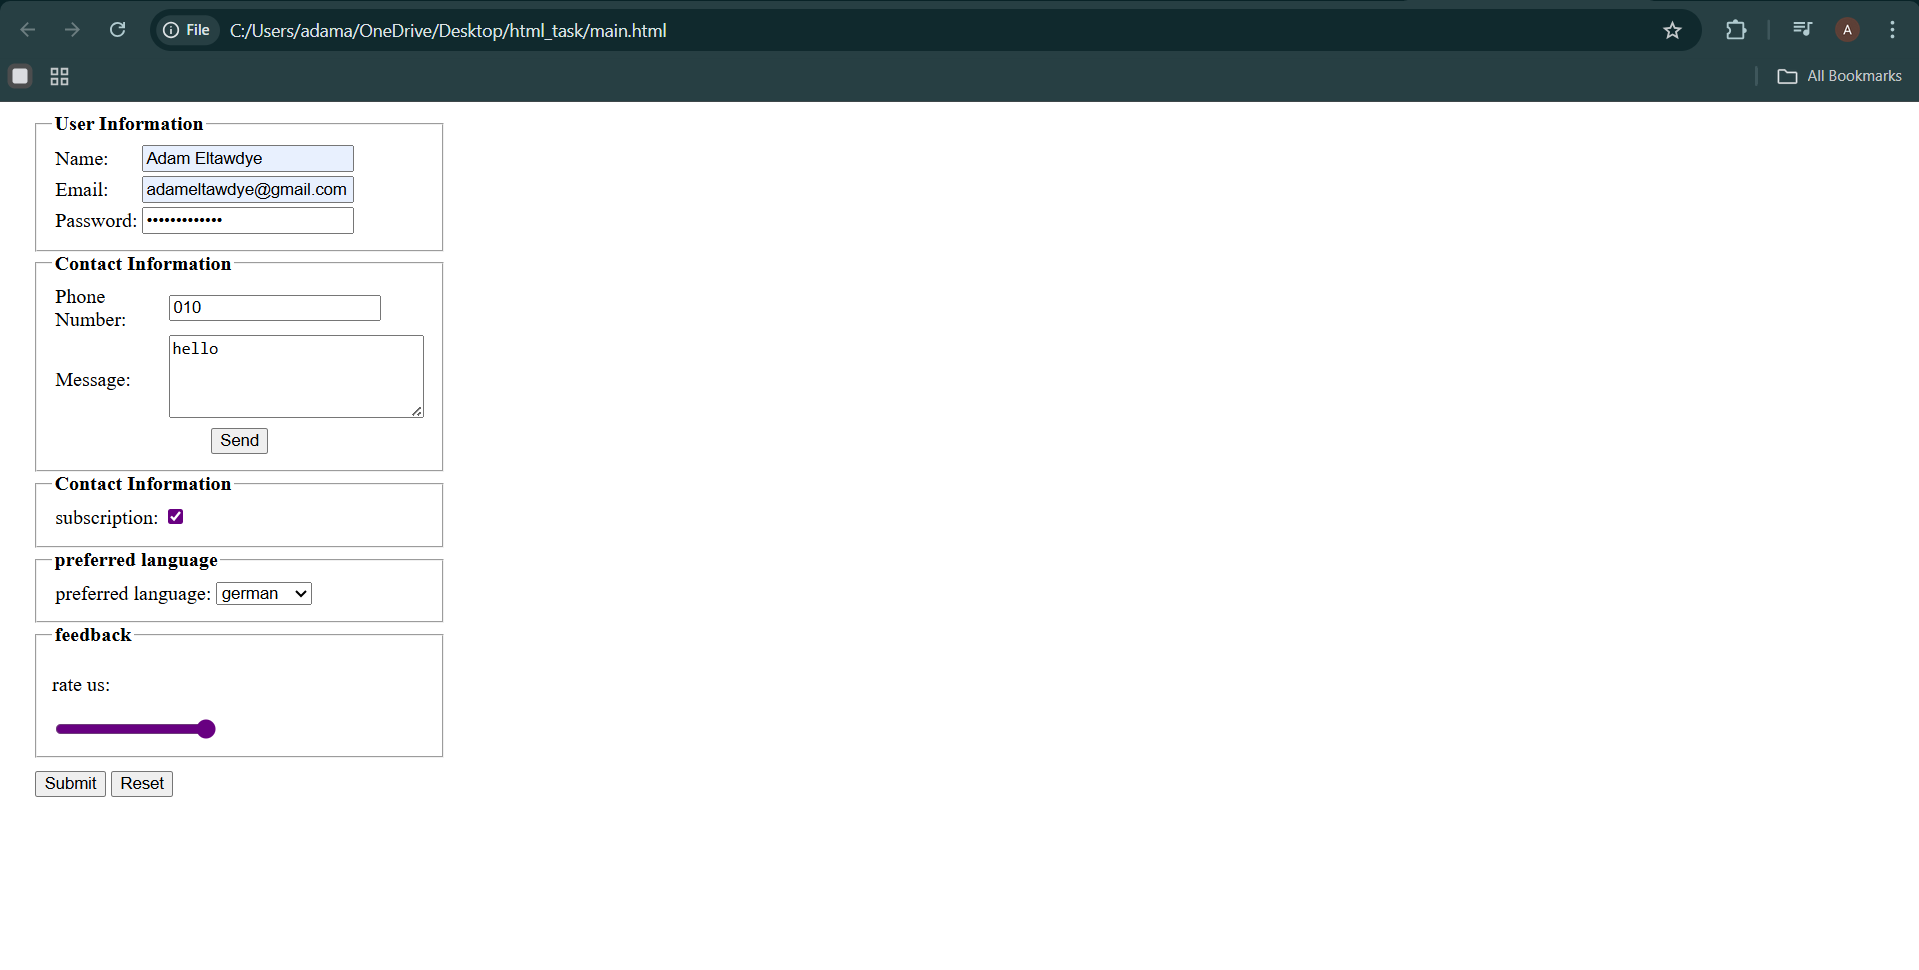 File C:/Users/adama/OneDrive/Desktop/html_task/main.html A
All Bookmarks
User Information
Name: Adam Eltawdye
Email: adameltawdye@gmail.com
Password: •••••••••••••
Contact Information
Phone
Number: 010
Message: hello
Send
Contact Information
subscription:
preferred language
preferred language: german
feedback
rate us:
Submit Reset